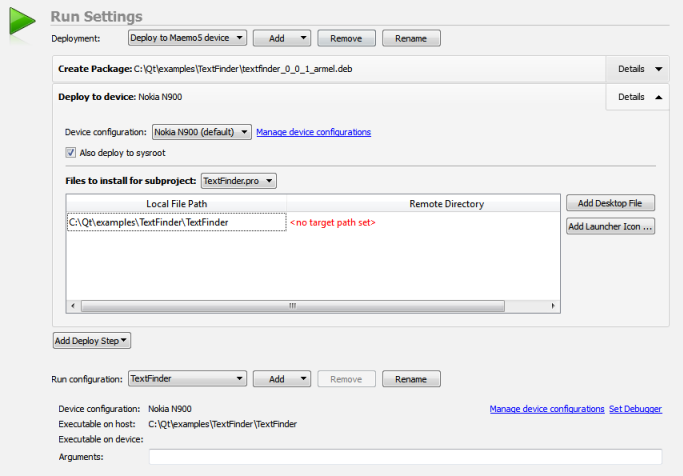 Run Settings
Deployment: Deploy to Maemo5 device Add Remove Rename
Create Package: C:\Qt\examples\TextFinder\textfinder_0_0_1_armel.deb Details
Deploy to device: Nokia N900 Details
Device configuration: Nokia N900 (default) Manage device configurations
Also deploy to sysroot
Files to install for subproject: TextFinder.pro
Local File Path Remote Directory Add Desktop File
C:\Qt\examples\TextFinder\TextFinder <no target path set> Add Launcher Icon ...
Add Deploy Step
Run configuration: TextFinder Add Remove Rename
Device configuration: Nokia N900 Manage device configurations Set Debugger
Executable on host: C:\Qt\examples\TextFinder\TextFinder
Executable on device:
Arguments: